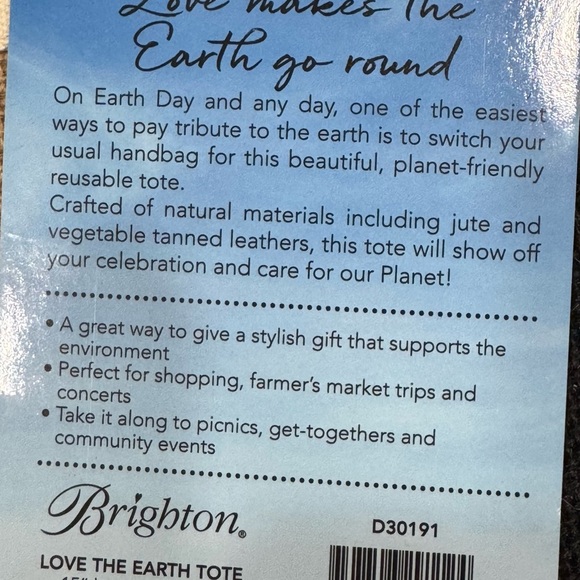 Love makes the
Earth go round
On Earth Day and any day, one of the easiest
ways to pay tribute to the earth is to switch your
usual handbag for this beautiful, planet-friendly
reusable tote.
Crafted of natural materials including jute and
vegetable tanned leathers, this tote will show off
your celebration and care for our Planet!
• A great way to give a stylish gift that supports the
environment
• Perfect for shopping, farmer's market trips and
concerts
• Take it along to picnics, get-togethers and
community events
Brighton®
D30191
LOVE THE EARTH TOTE